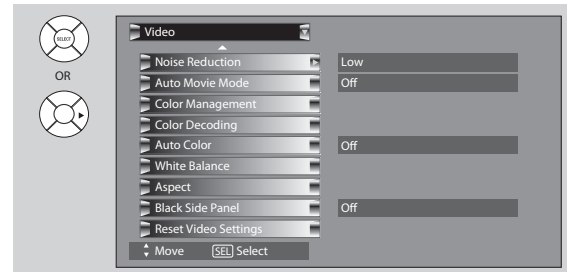 SELECT
OR
Video
Noise Reduction Low
Auto Movie Mode Off
Color Management
Color Decoding
Auto Color Off
White Balance
Aspect
Black Side Panel Off
Reset Video Settings
Move SEL Select